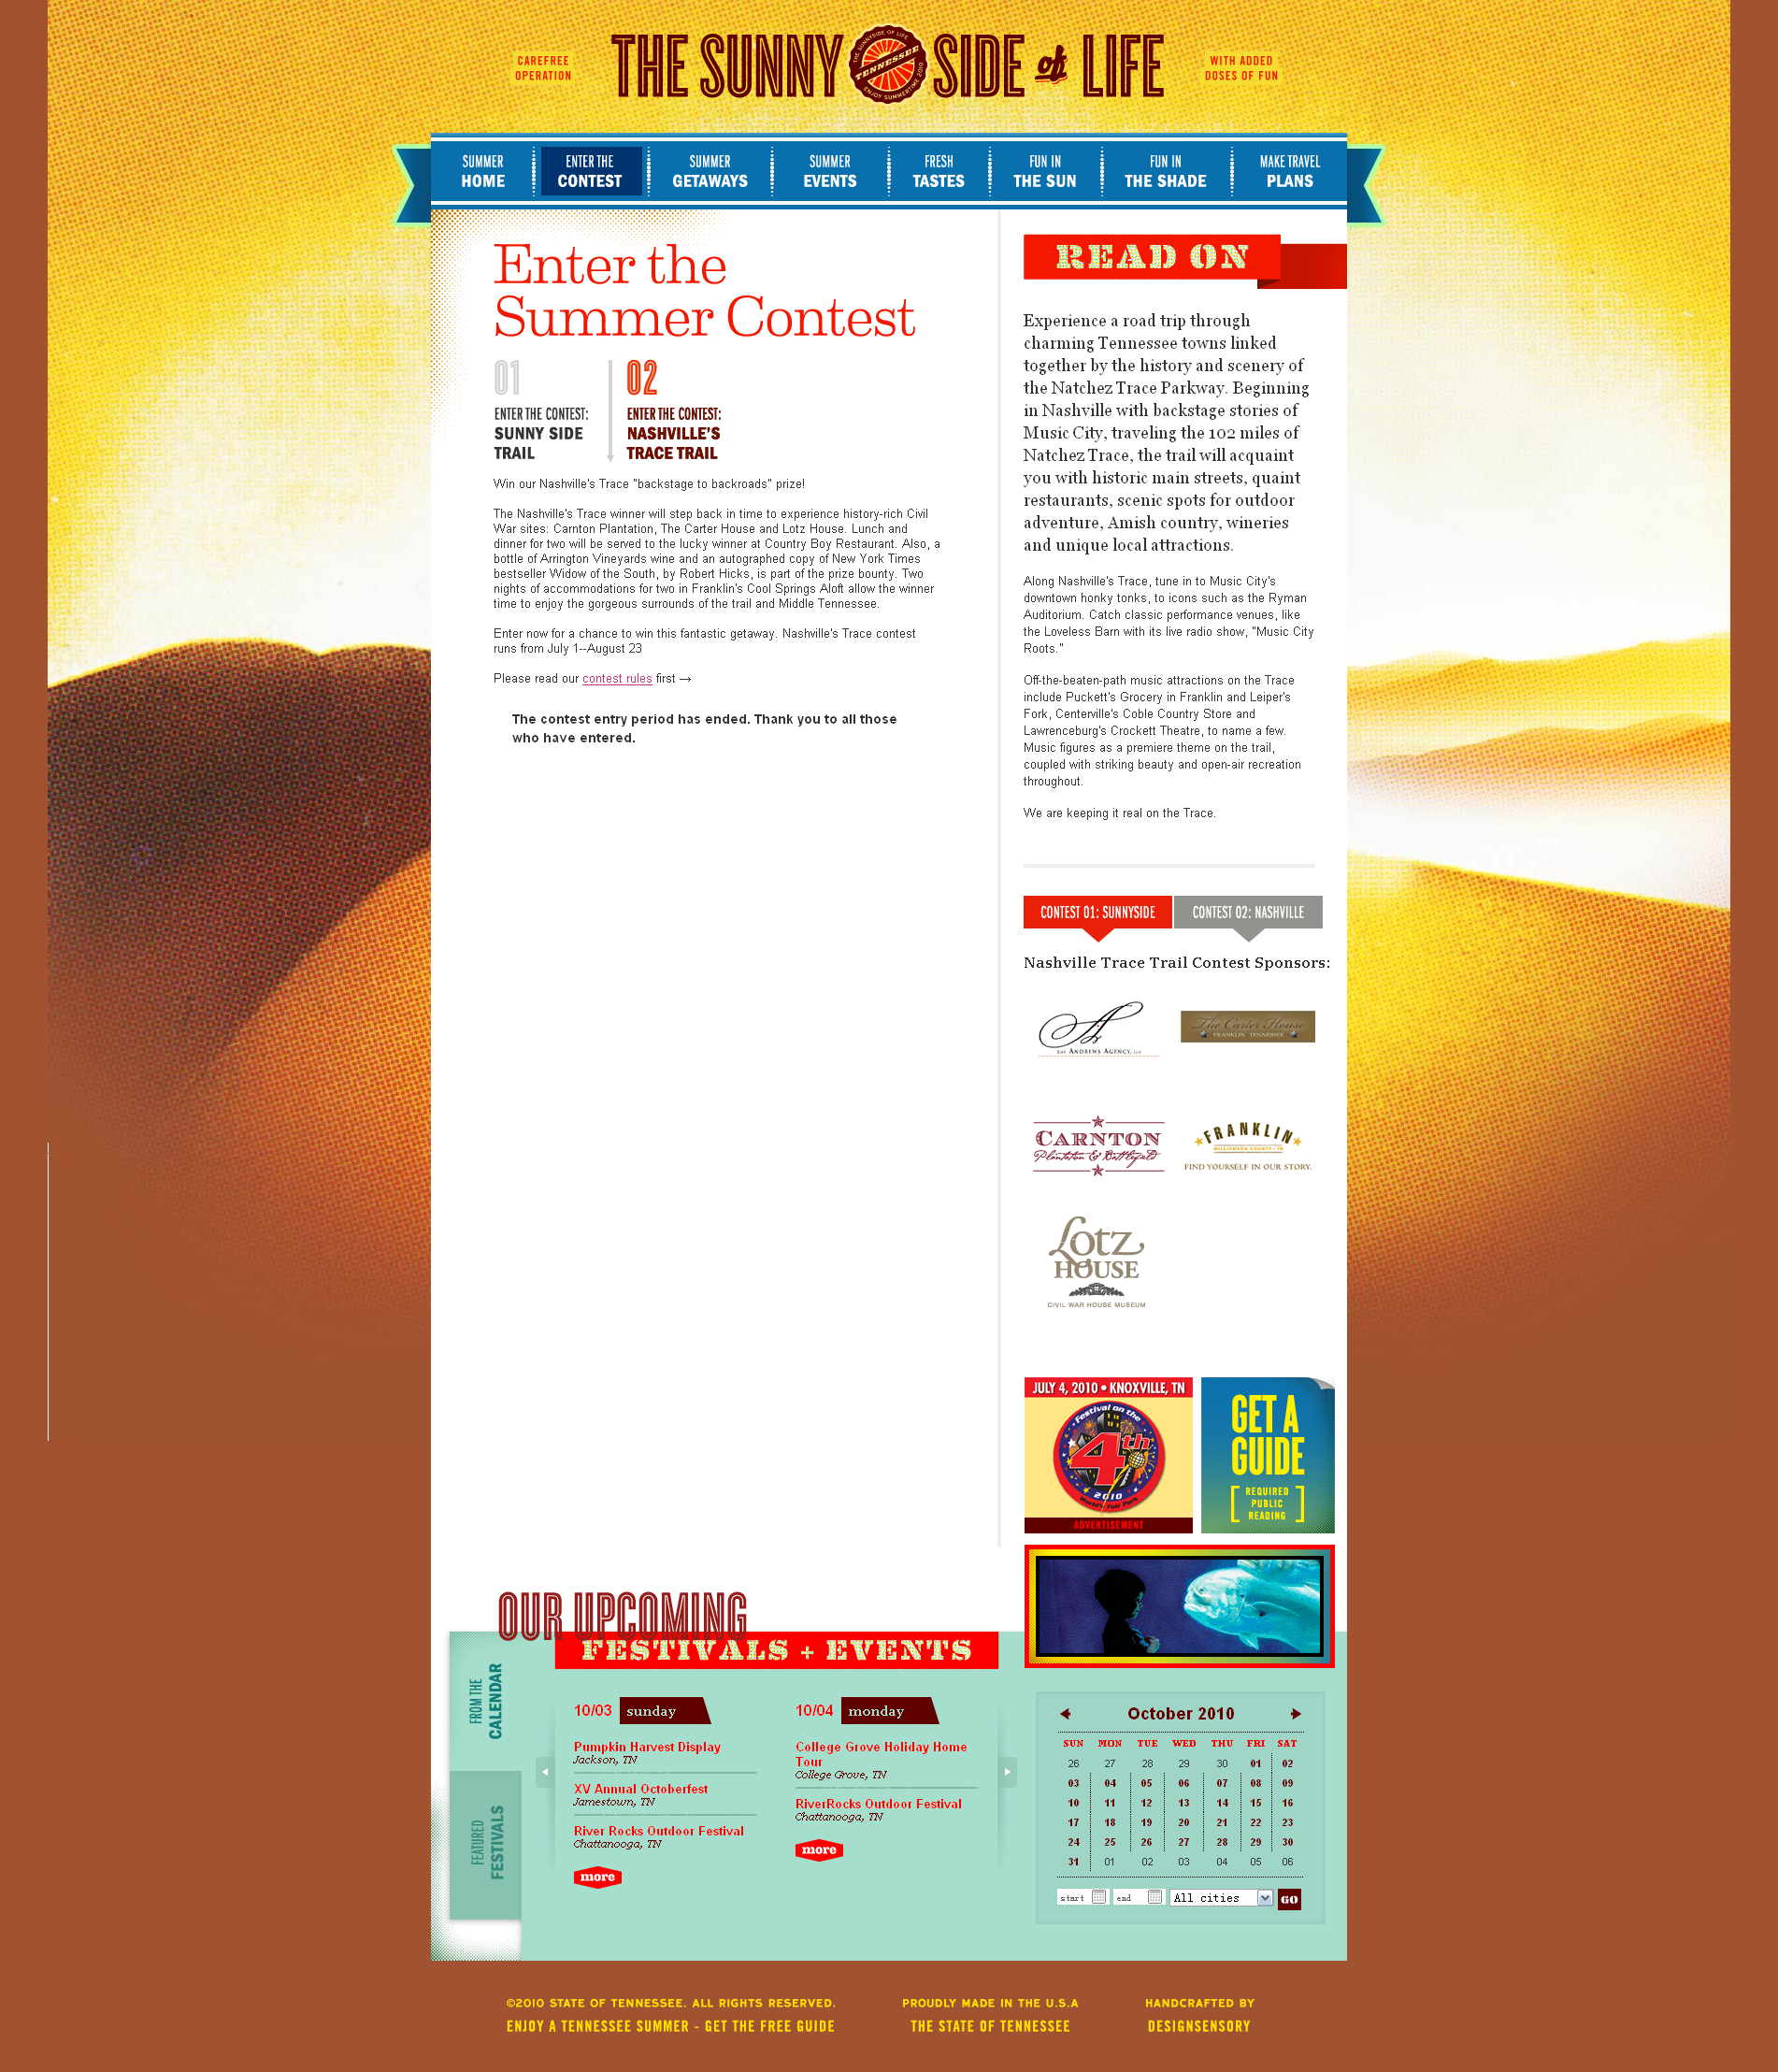 CAREFREE
OPERATION
THE SUNNY SIDE of LIFE
THE SUNNYSIDE OF LIFE
TENNESSEE
ENJOY SUMMERTIME 2010
WITH ADDED
DOSES OF FUN
SUMMER
HOME
ENTER THE
CONTEST
SUMMER
GETAWAYS
SUMMER
EVENTS
FRESH
TASTES
FUN IN
THE SUN
FUN IN
THE SHADE
MAKE TRAVEL
PLANS
Enter the
Summer Contest
01
ENTER THE CONTEST:
SUNNY SIDE
TRAIL
02
ENTER THE CONTEST:
NASHVILLE'S
TRACE TRAIL
Win our Nashville's Trace "backstage to backroads" prize!
The Nashville's Trace winner will step back in time to experience history-rich Civil
War sites: Carnton Plantation, The Carter House and Lotz House. Lunch and
dinner for two will be served to the lucky winner at Country Boy Restaurant. Also, a
bottle of Arrington Vineyards wine and an autographed copy of New York Times
bestseller Widow of the South, by Robert Hicks, is part of the prize bounty. Two
nights of accommodations for two in Franklin's Cool Springs Aloft allow the winner
time to enjoy the gorgeous surrounds of the trail and Middle Tennessee.
Enter now for a chance to win this fantastic getaway. Nashville's Trace contest
runs from July 1--August 23
Please read our contest rules first →
The contest entry period has ended. Thank you to all those
who have entered.
READ ON
Experience a road trip through
charming Tennessee towns linked
together by the history and scenery of
the Natchez Trace Parkway. Beginning
in Nashville with backstage stories of
Music City, traveling the 102 miles of
Natchez Trace, the trail will acquaint
you with historic main streets, quaint
restaurants, scenic spots for outdoor
adventure, Amish country, wineries
and unique local attractions.
Along Nashville's Trace, tune in to Music City's
downtown honky tonks, to icons such as the Ryman
Auditorium. Catch classic performance venues, like
the Loveless Barn with its live radio show, "Music City
Roots."
Off-the-beaten-path music attractions on the Trace
include Puckett's Grocery in Franklin and Leiper's
Fork, Centerville's Coble Country Store and
Lawrenceburg's Crockett Theatre, to name a few.
Music figures as a premiere theme on the trail,
coupled with striking beauty and open-air recreation
throughout.
We are keeping it real on the Trace.
CONTEST 01: SUNNYSIDE
CONTEST 02: NASHVILLE
Nashville Trace Trail Contest Sponsors:
A
THE ANDREWS AGENCY, LLC
The Carter House
FRANKLIN TENNESSEE
CARNTON
Plantation & Battlefield
FRANKLIN
WILLIAMSON COUNTY • TN
FIND YOURSELF IN OUR STORY.
LOTZ
HOUSE
CIVIL WAR HOUSE MUSEUM
JULY 4, 2010 • KNOXVILLE, TN
Festival on the
4th
2010
World's Fair Park
ADVERTISEMENT
GET A
GUIDE
REQUIRED
PUBLIC
READING
OUR UPCOMING
FESTIVALS + EVENTS
FROM THE
CALENDAR
FEATURED
FESTIVALS
10/03 sunday
Pumpkin Harvest Display
Jackson, TN
XV Annual Octoberfest
Jamestown, TN
River Rocks Outdoor Festival
Chattanooga, TN
more
10/04 monday
College Grove Holiday Home
Tour
College Grove, TN
RiverRocks Outdoor Festival
Chattanooga, TN
more
October 2010
SUN MON TUE WED THU FRI SAT
26 27 28 29 30 01 02
03 04 05 06 07 08 09
10 11 12 13 14 15 16
17 18 19 20 21 22 23
24 25 26 27 28 29 30
31 01 02 03 04 05 06
start end All cities GO
©2010 STATE OF TENNESSEE. ALL RIGHTS RESERVED.
ENJOY A TENNESSEE SUMMER - GET THE FREE GUIDE
PROUDLY MADE IN THE U.S.A
THE STATE OF TENNESSEE
HANDCRAFTED BY
DESIGNSENSORY